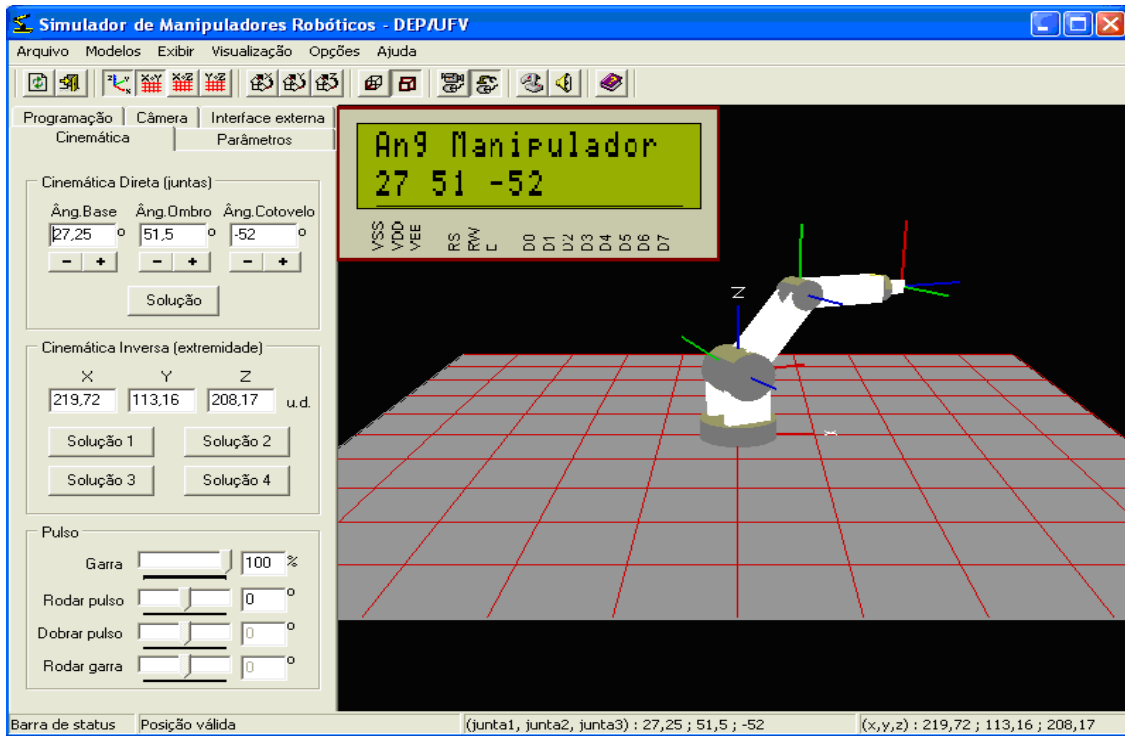 Simulador de Manipuladores Robóticos - DEP/UFV
Arquivo Modelos Exibir Visualização Opções Ajuda
Programação Câmera Interface externa
Cinemática Parâmetros
Cinemática Direta (juntas)
Âng.Base Âng.Ombro Âng.Cotovelo
27,25 º 51,5 º -52 º
- + - + - +
Solução
Cinemática Inversa (extremidade)
X Y Z
219,72 113,16 208,17 u.d.
Solução 1 Solução 2
Solução 3 Solução 4
Pulso
Garra 100 %
Rodar pulso 0 º
Dobrar pulso 0 º
Rodar garra 0 º
Ang Manipulador
27 51 -52
VSS VDD VEE RS RW D0 D1 D2 D3 D4 D5 D6 D7
Z
X
Barra de status Posição válida (junta1, junta2, junta3) : 27,25 ; 51,5 ; -52 (x,y,z) : 219,72 ; 113,16 ; 208,17